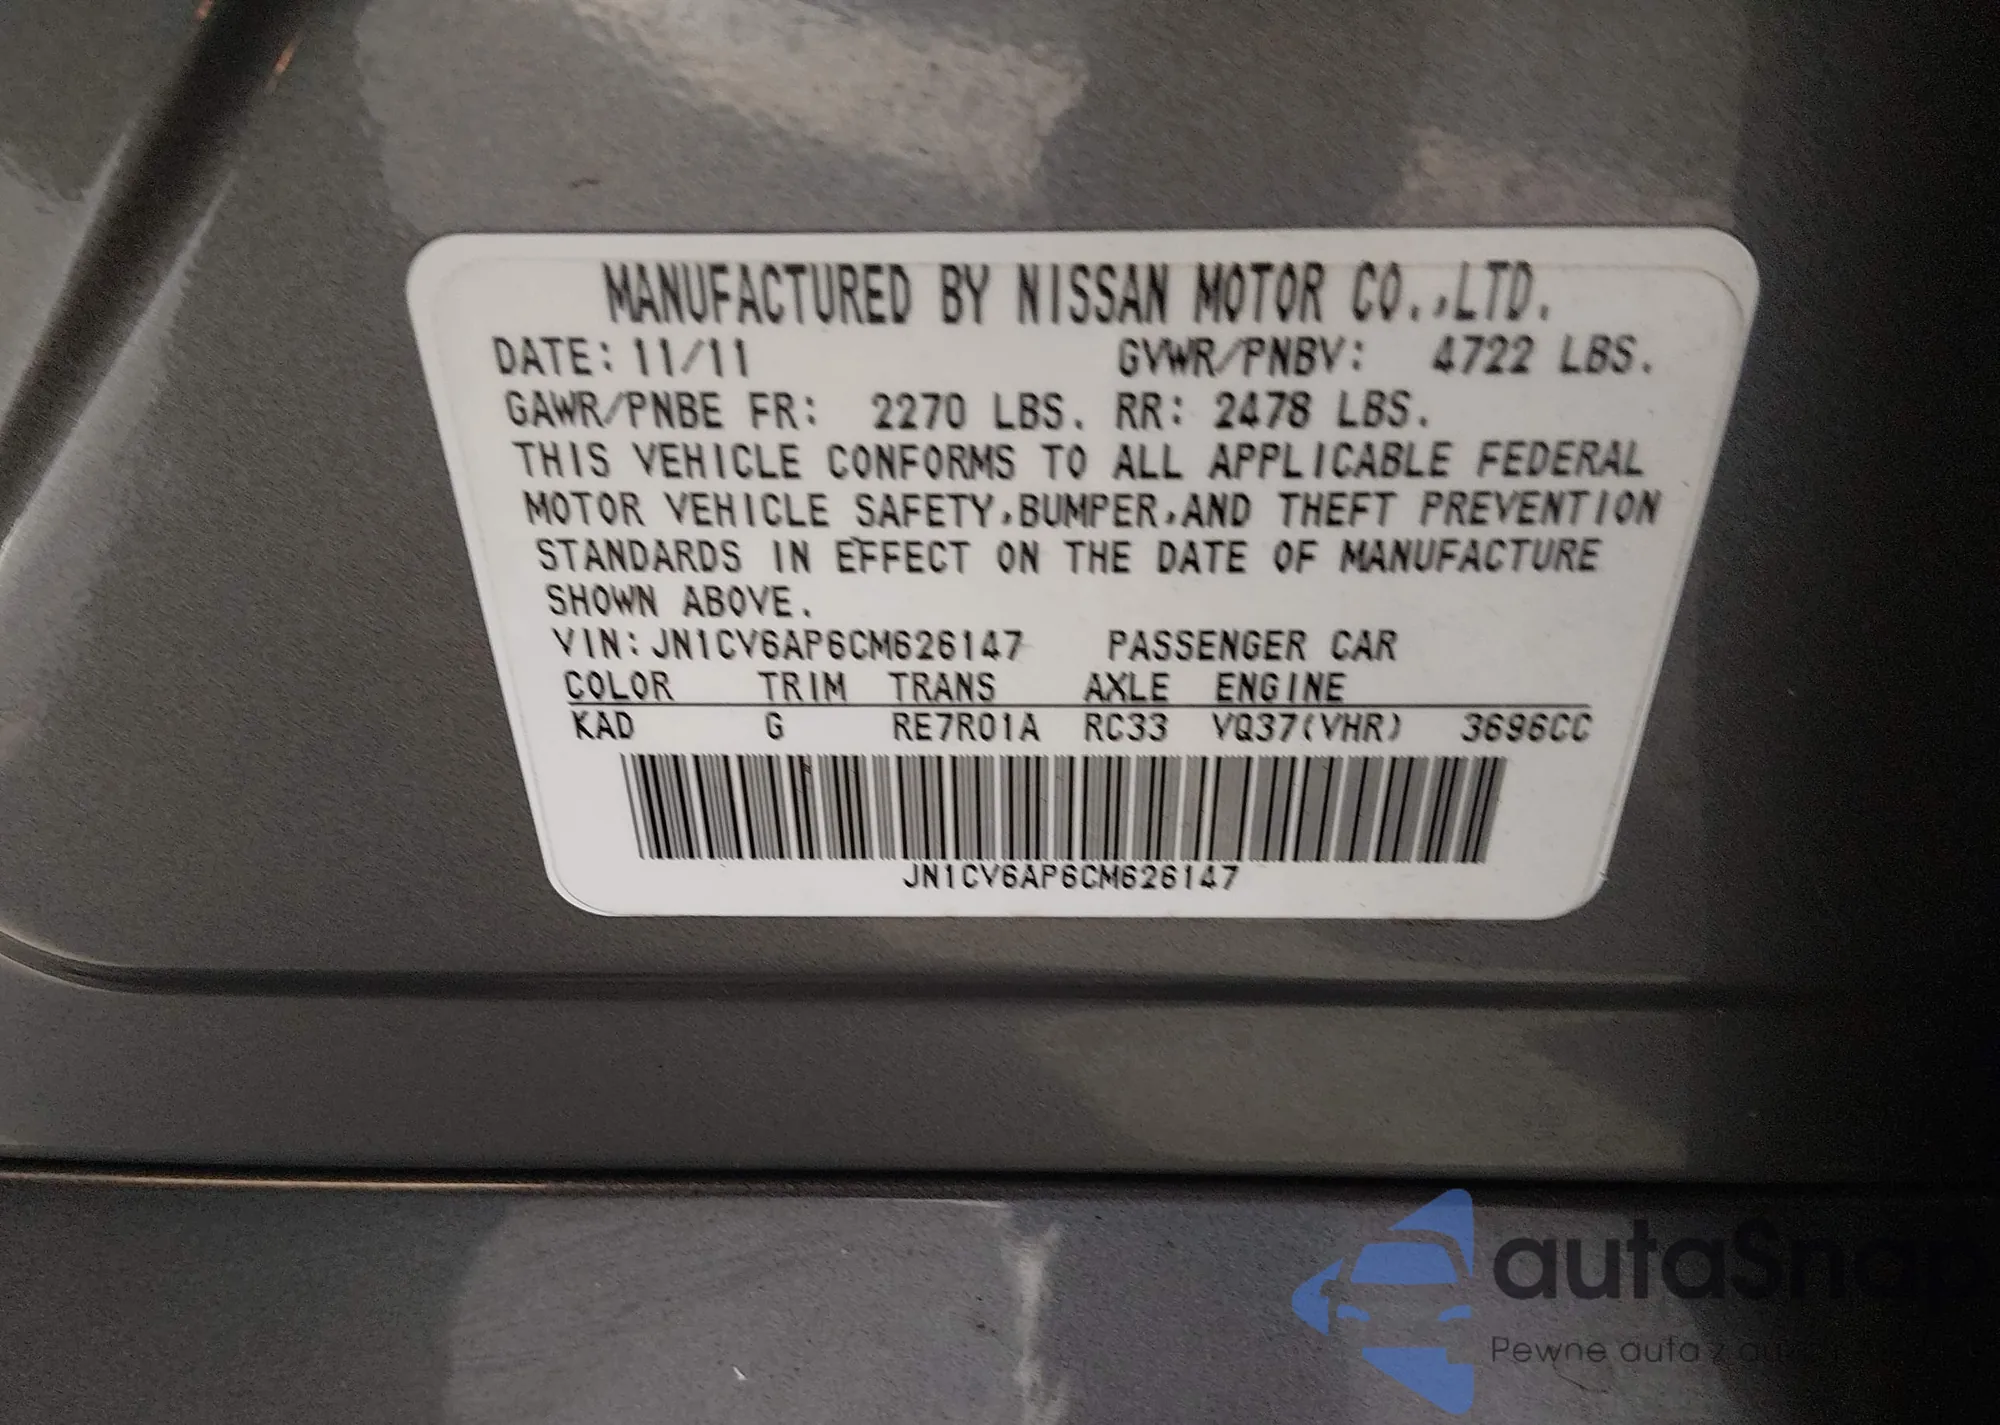 MANUFACTURED BY NISSAN MOTOR CO.,LTD.
DATE: 11/11 GVWR/PNBV: 4722 LBS.
GAWR/PNBE FR: 2270 LBS. RR: 2478 LBS.
THIS VEHICLE CONFORMS TO ALL APPLICABLE FEDERAL
MOTOR VEHICLE SAFETY,BUMPER,AND THEFT PREVENTION
STANDARDS IN EFFECT ON THE DATE OF MANUFACTURE
SHOWN ABOVE.
VIN:JN1CV6AP6CM626147 PASSENGER CAR
COLOR TRIM TRANS AXLE ENGINE
KAD G RE7R01A RC33 VQ37(VHR) 3696CC
JN1CV6AP6CM626147
autaSnap
Pewne auta z